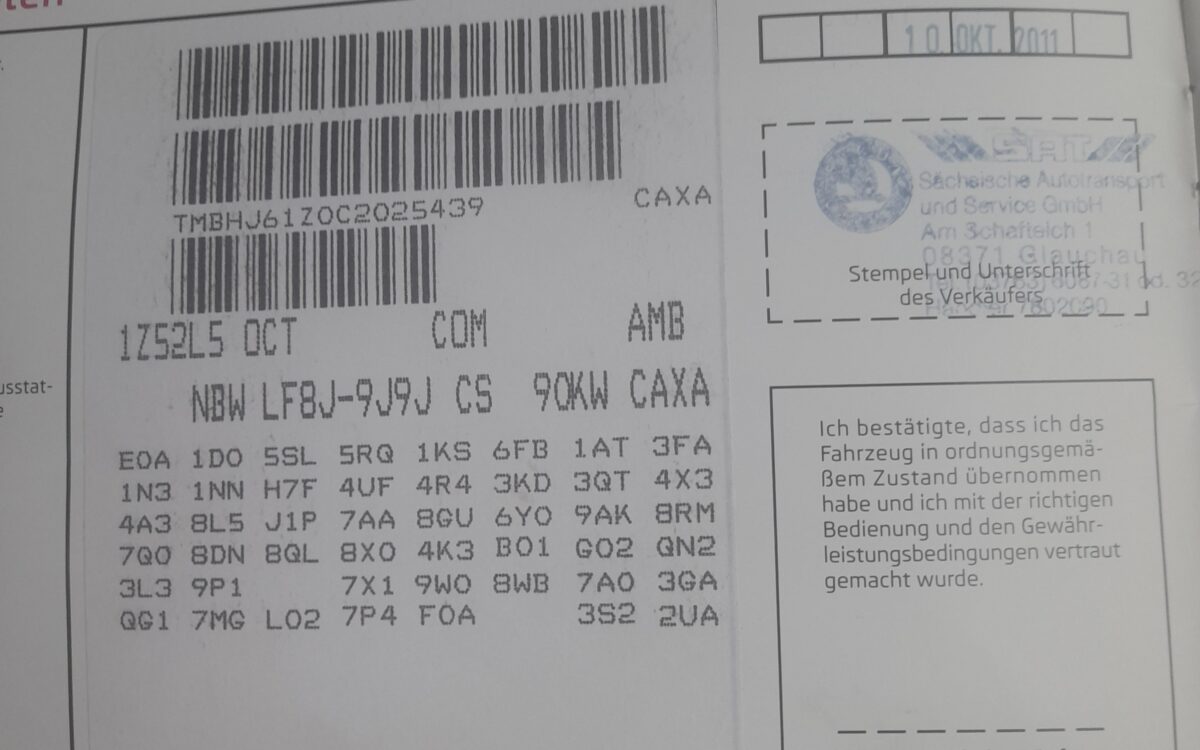 TMBHJ61Z0C2025439
CAXA
1Z52L5 OCT COM AMB
NBW LF8J-9J9J CS 90KW CAXA
E0A 1D0 5SL 5RQ 1KS 6FB 1AT 3FA
1N3 1NN H7F 4UF 4R4 3KD 3QT 4X3
4A3 8L5 J1P 7AA 8GU 6Y0 9AK 8RM
7Q0 8DN 8QL 8X0 4K3 B01 G02 QN2
3L3 9P1 7X1 9W0 8WB 7A0 3GA
QG1 7MG L02 7P4 F0A 3S2 2UA
10. OKT. 2011
SAT
Sächsische Autotransport
und Service GmbH
Am Schafteich 1
08371 Glauchau
Stempel und Unterschrift
des Verkäufers
Ich bestätigte, dass ich das
Fahrzeug in ordnungsgemä-
ßem Zustand übernommen
habe und ich mit der richtigen
Bedienung und den Gewähr-
leistungsbedingungen vertraut
gemacht wurde.